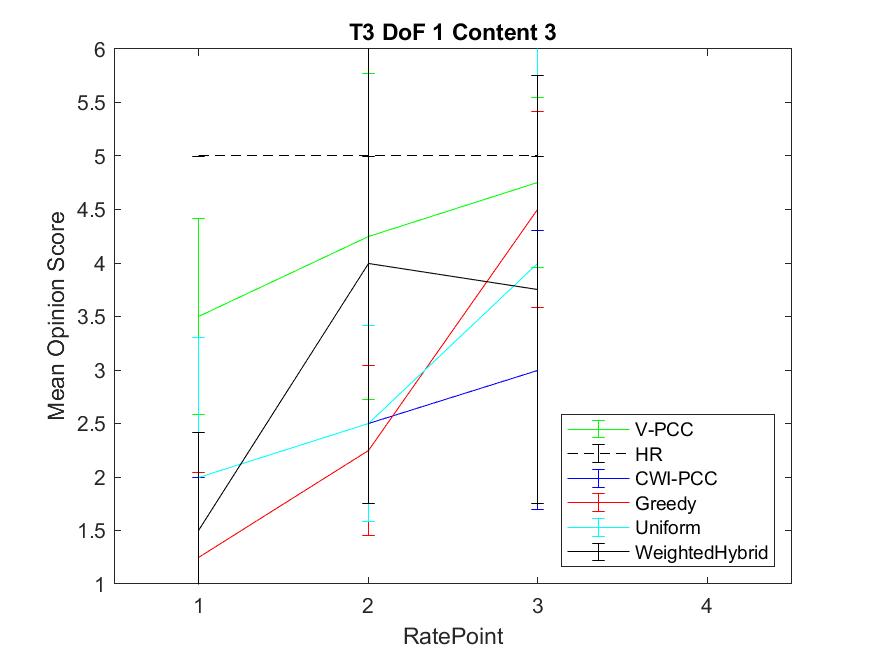 T3 DoF 1 Content 3
Mean Opinion Score
6
5.5
5
4.5
4
3.5
3
2.5
2
1.5
1
1 2 3 4
RatePoint
V-PCC
HR
CWI-PCC
Greedy
Uniform
WeightedHybrid